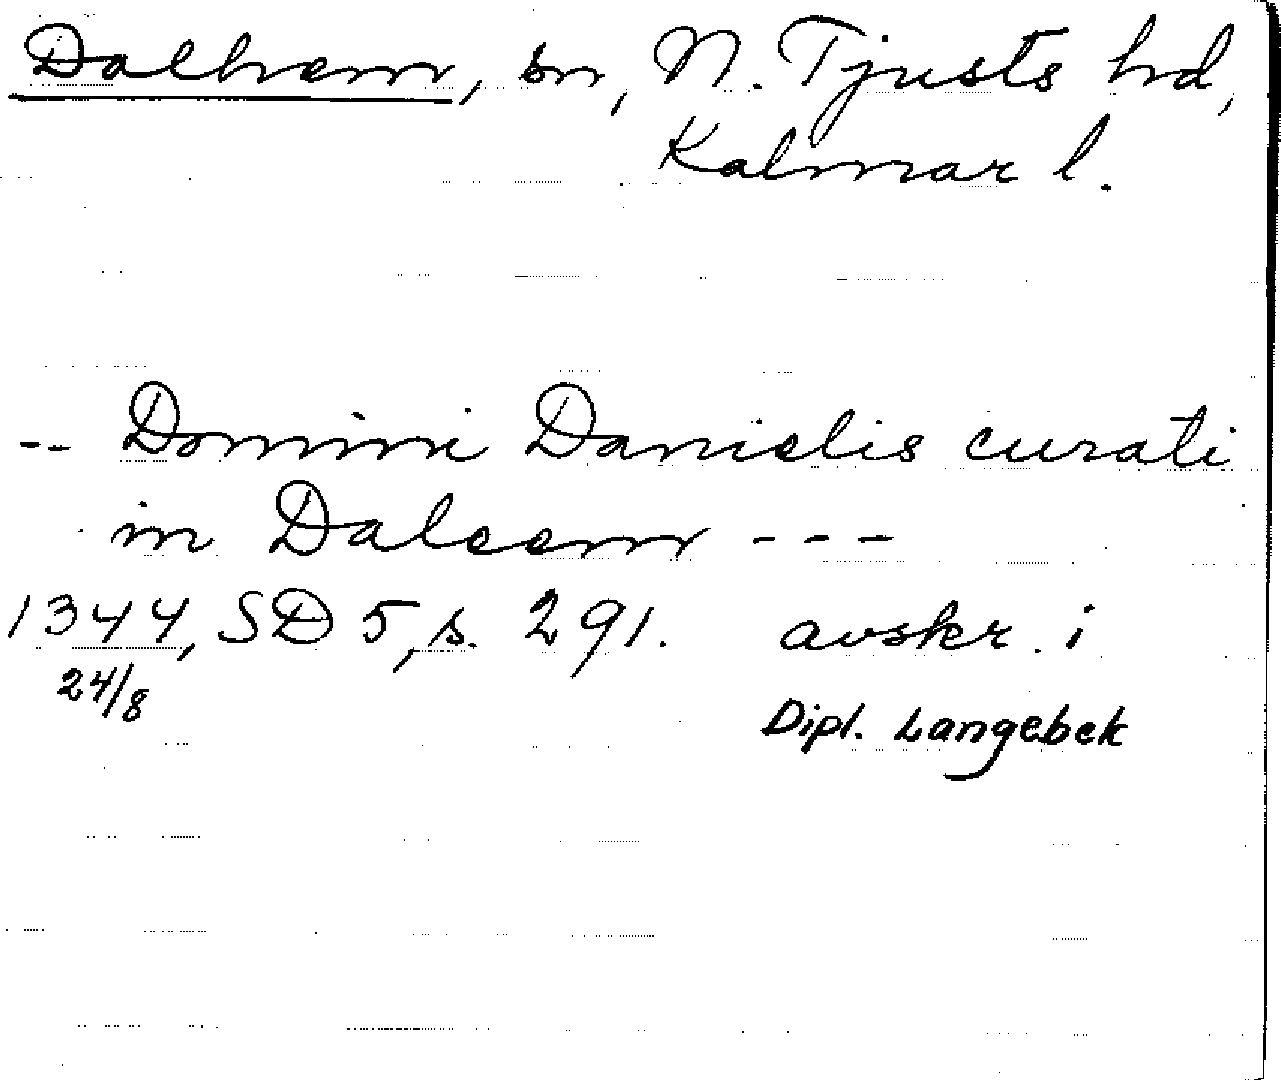 Dalhem, sn, N. Tjusts hd,
Kalmar l.
-- Domini Danielis curati
in Daleem ---
1344, SD 5, s. 291. avskr. i
24/8 Dipl. Langebek